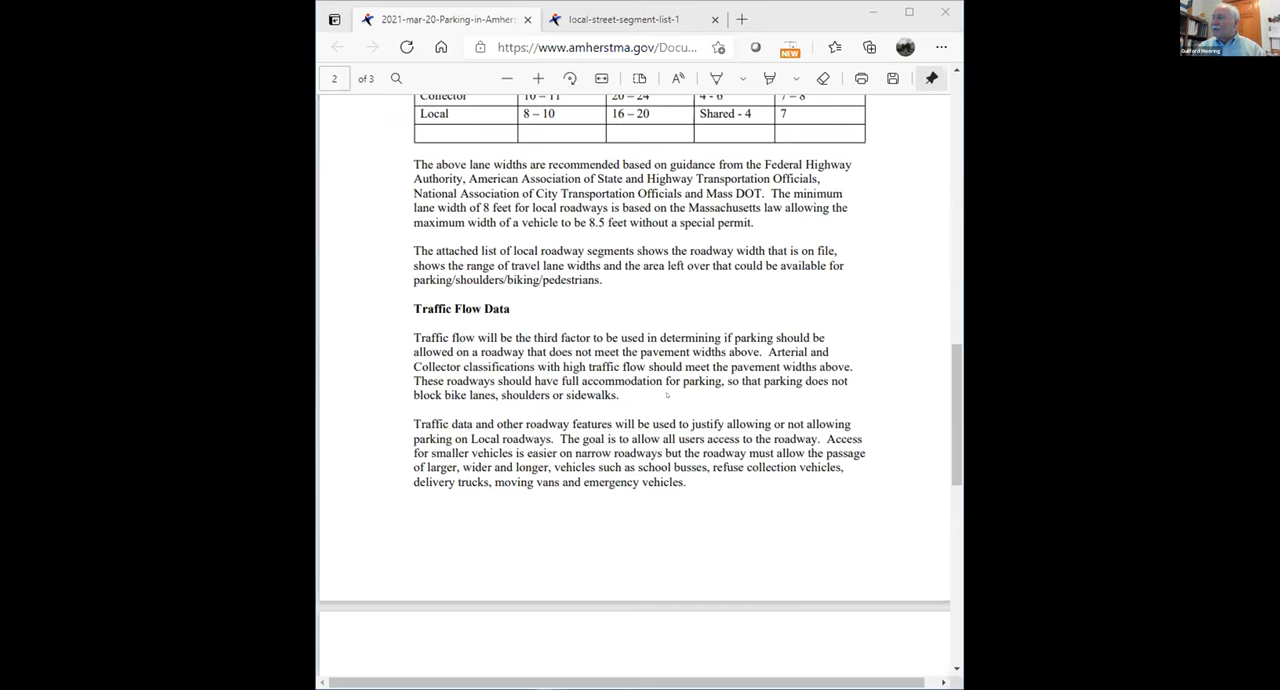 2021-mar-20-Parking-in-Amhers
local-street-segment-list-1
https://www.amherstma.gov/Docu...
NEW
Guilford Mooring
2 of 3
Collector 10 – 11 20 – 24 4 - 6 7 – 8
Local 8 – 10 16 – 20 Shared - 4 7
The above lane widths are recommended based on guidance from the Federal Highway
Authority, American Association of State and Highway Transportation Officials,
National Association of City Transportation Officials and Mass DOT.  The minimum
lane width of 8 feet for local roadways is based on the Massachusetts law allowing the
maximum width of a vehicle to be 8.5 feet without a special permit.
The attached list of local roadway segments shows the roadway width that is on file,
shows the range of travel lane widths and the area left over that could be available for
parking/shoulders/biking/pedestrians.
Traffic Flow Data
Traffic flow will be the third factor to be used in determining if parking should be
allowed on a roadway that does not meet the pavement widths above.  Arterial and
Collector classifications with high traffic flow should meet the pavement widths above.
These roadways should have full accommodation for parking, so that parking does not
block bike lanes, shoulders or sidewalks.
Traffic data and other roadway features will be used to justify allowing or not allowing
parking on Local roadways.  The goal is to allow all users access to the roadway.  Access
for smaller vehicles is easier on narrow roadways but the roadway must allow the passage
of larger, wider and longer, vehicles such as school busses, refuse collection vehicles,
delivery trucks, moving vans and emergency vehicles.